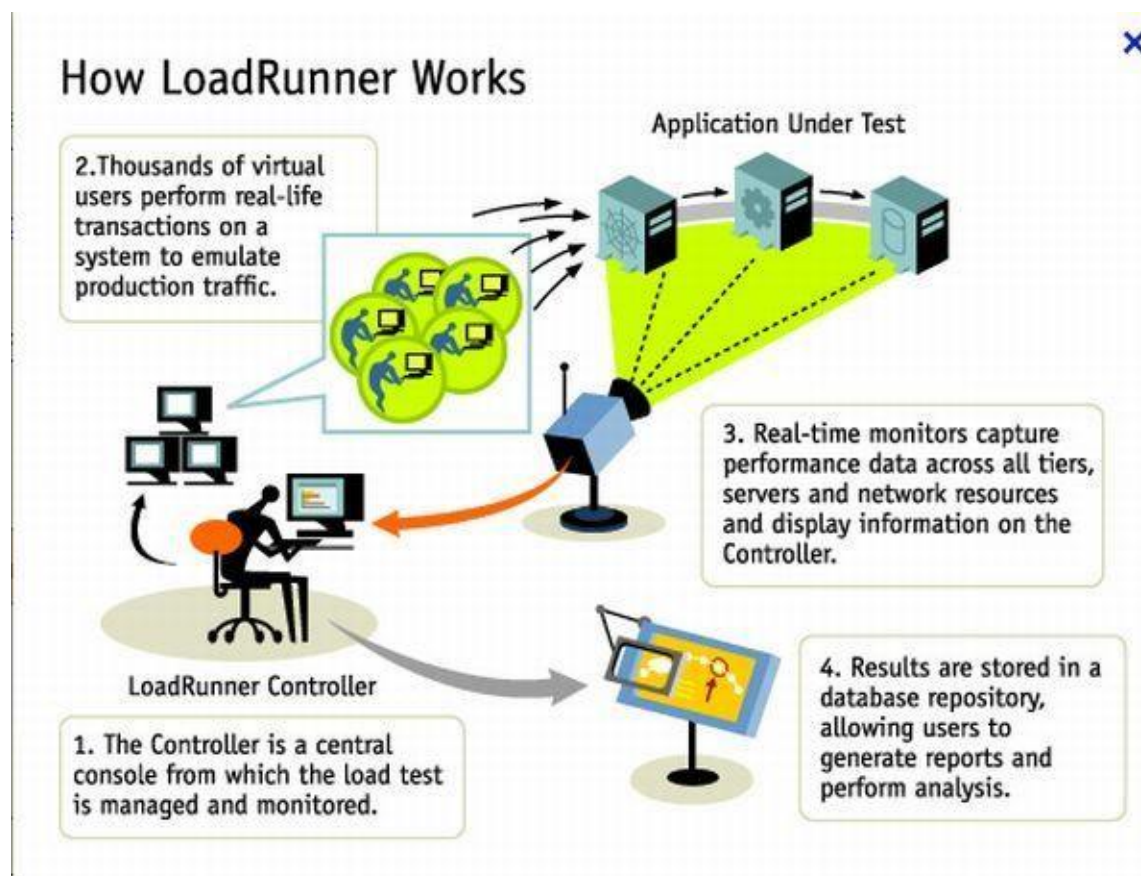 How LoadRunner Works
Application Under Test
2.Thousands of virtual
users perform real-life
transactions on a
system to emulate
production traffic.
3. Real-time monitors capture
performance data across all tiers,
servers and network resources
and display information on the
Controller.
LoadRunner Controller
1. The Controller is a central
console from which the load test
is managed and monitored.
4. Results are stored in a
database repository,
allowing users to
generate reports and
perform analysis.